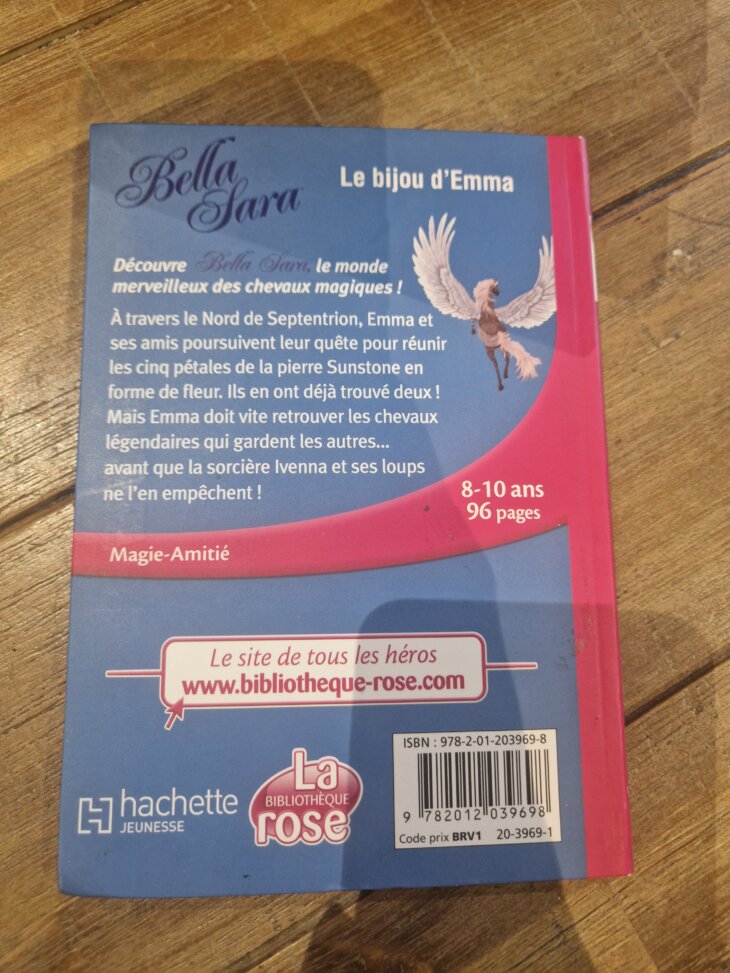 Bella
Sara
Le bijou d'Emma
Découvre Bella Sara, le monde
merveilleux des chevaux magiques !
À travers le Nord de Septentrion, Emma et
ses amis poursuivent leur quête pour réunir
les cinq pétales de la pierre Sunstone en
forme de fleur. Ils en ont déjà trouvé deux !
Mais Emma doit vite retrouver les chevaux
légendaires qui gardent les autres...
avant que la sorcière Ivenna et ses loups
ne l'en empêchent !
8-10 ans
96 pages
Magie-Amitié
Le site de tous les héros
www.bibliotheque-rose.com
hachette
JEUNESSE
La
BIBLIOTHÈQUE
rose
ISBN : 978-2-01-203969-8
9 782012 039698
Code prix BRV1 20-3969-1